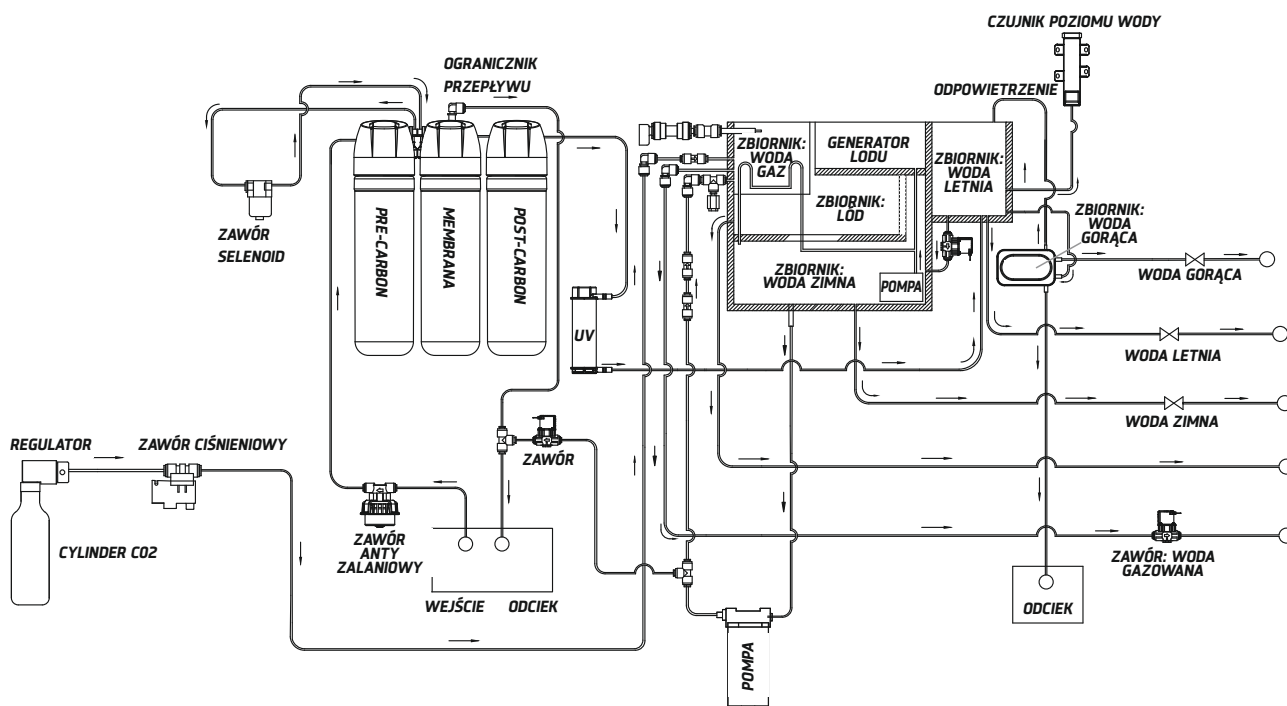 CZUJNIK POZIOMU WODY
OGRANICZNIK
PRZEPŁYWU
ODPOWIETRZENIE
ZBIORNIK:
WODA
GAZ
GENERATOR
LODU
ZBIORNIK:
WODA
LETNIA
ZBIORNIK:
LÓD
ZBIORNIK:
WODA ZIMNA
POMPA
ZBIORNIK:
WODA
GORĄCA
WODA GORĄCA
WODA LETNIA
WODA ZIMNA
ZAWÓR
SELENOID
PRE-CARBON
MEMBRANA
POST-CARBON
UV
REGULATOR
ZAWÓR CIŚNIENIOWY
ZAWÓR
CYLINDER CO2
ZAWÓR
ANTY
ZALANIOWY
WEJŚCIE
ODCIEK
POMPA
ZAWÓR: WODA
GAZOWANA
ODCIEK